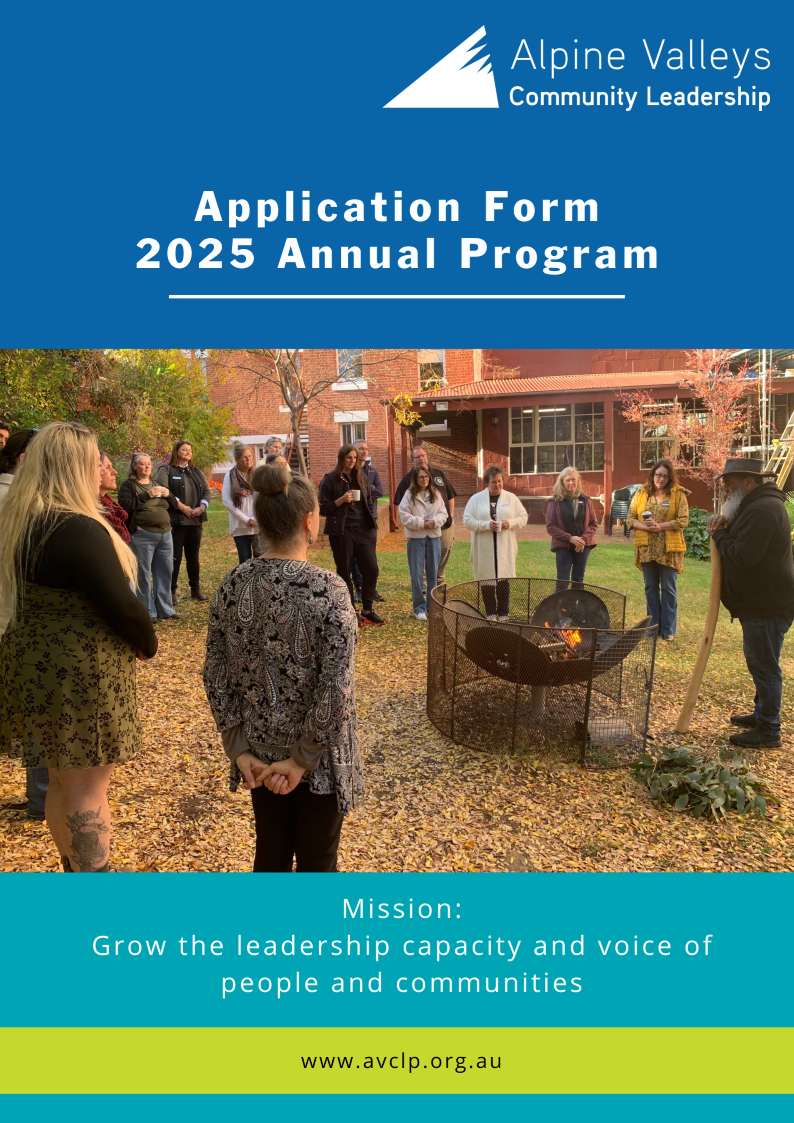 Alpine Valleys
Community Leadership
Application Form
2025 Annual Program
Mission:
Grow the leadership capacity and voice of
people and communities
www.avclp.org.au